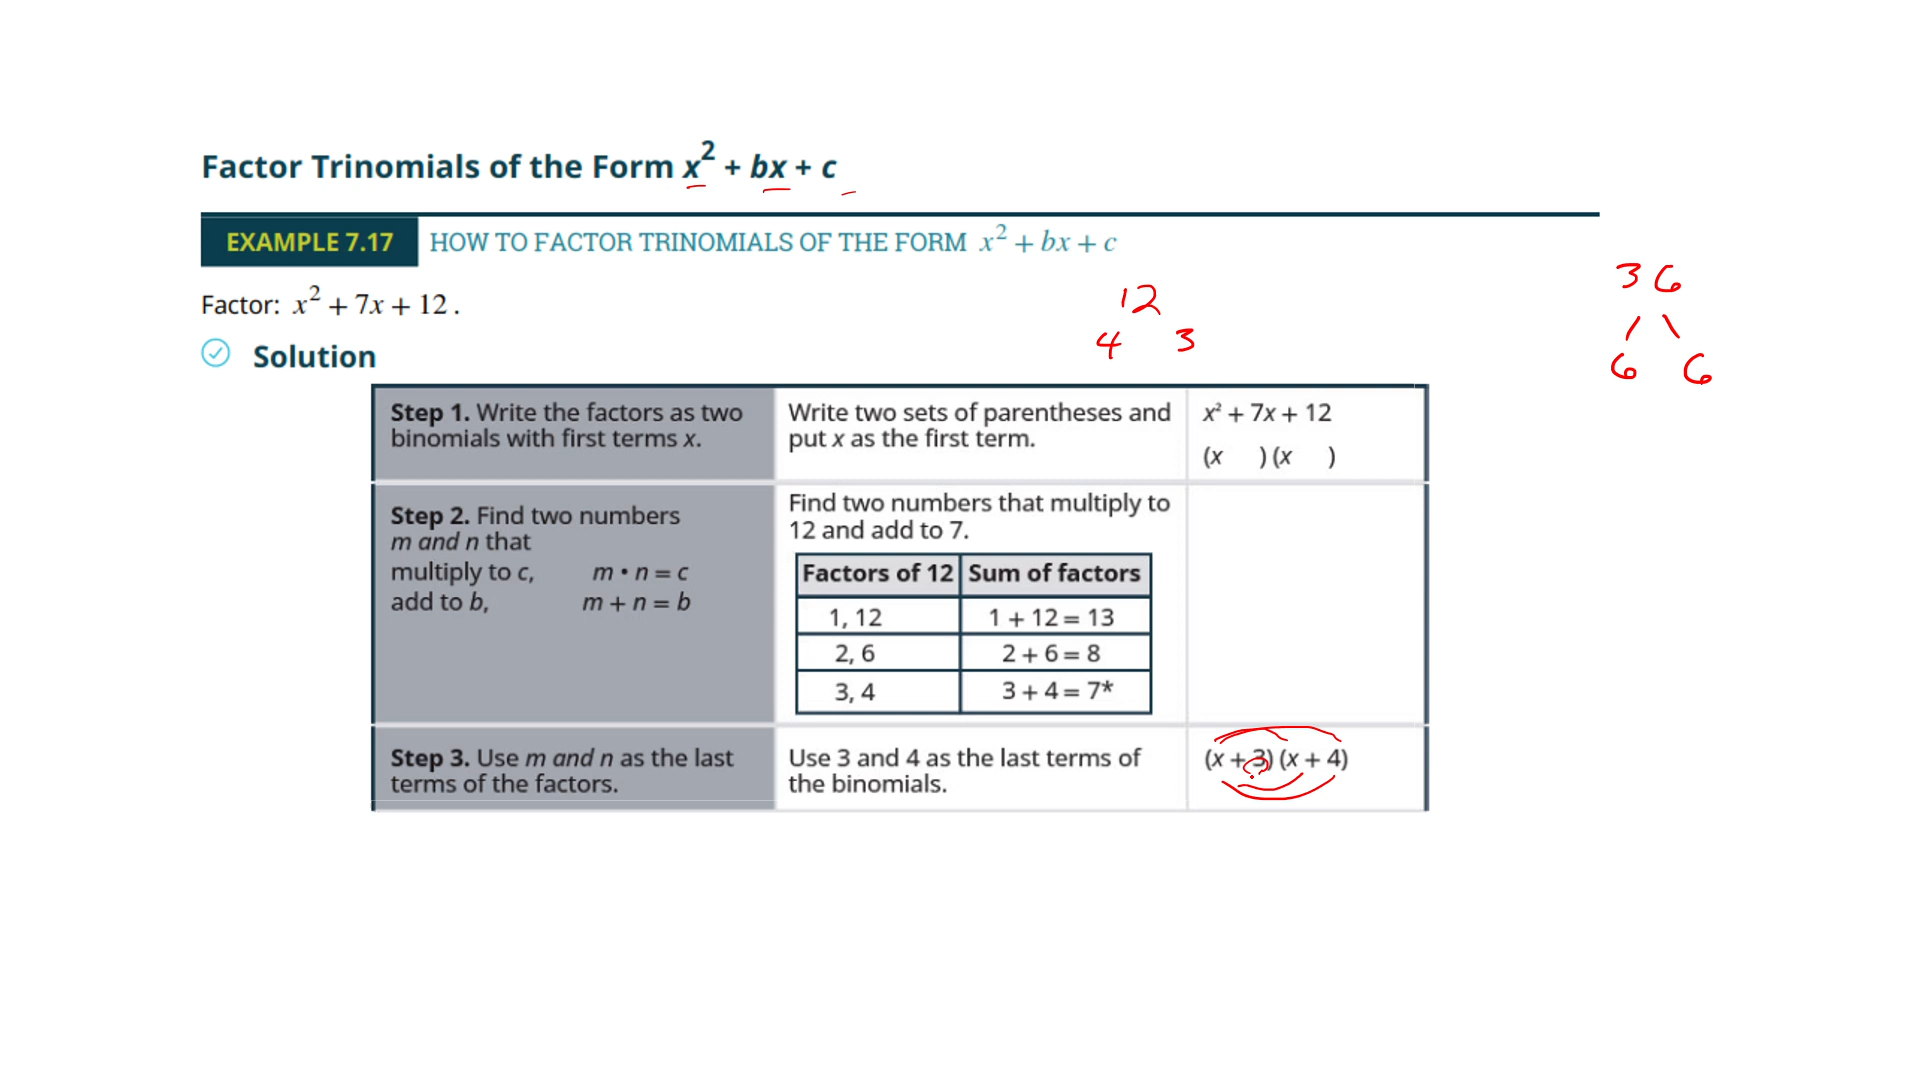 Factor Trinomials of the Form x² + bx + c
EXAMPLE 7.17 HOW TO FACTOR TRINOMIALS OF THE FORM x² + bx + c
Factor: x² + 7x + 12 .
Solution
12
4 3
36
6 6
Step 1. Write the factors as two
binomials with first terms x.
Write two sets of parentheses and
put x as the first term.
x² + 7x + 12
(x    ) (x    )
Step 2. Find two numbers
m and n that
multiply to c, m • n = c
add to b, m + n = b
Find two numbers that multiply to
12 and add to 7.
Factors of 12 Sum of factors
1, 12 1 + 12 = 13
2, 6 2 + 6 = 8
3, 4 3 + 4 = 7*
Step 3. Use m and n as the last
terms of the factors.
Use 3 and 4 as the last terms of
the binomials.
(x + 3) (x + 4)